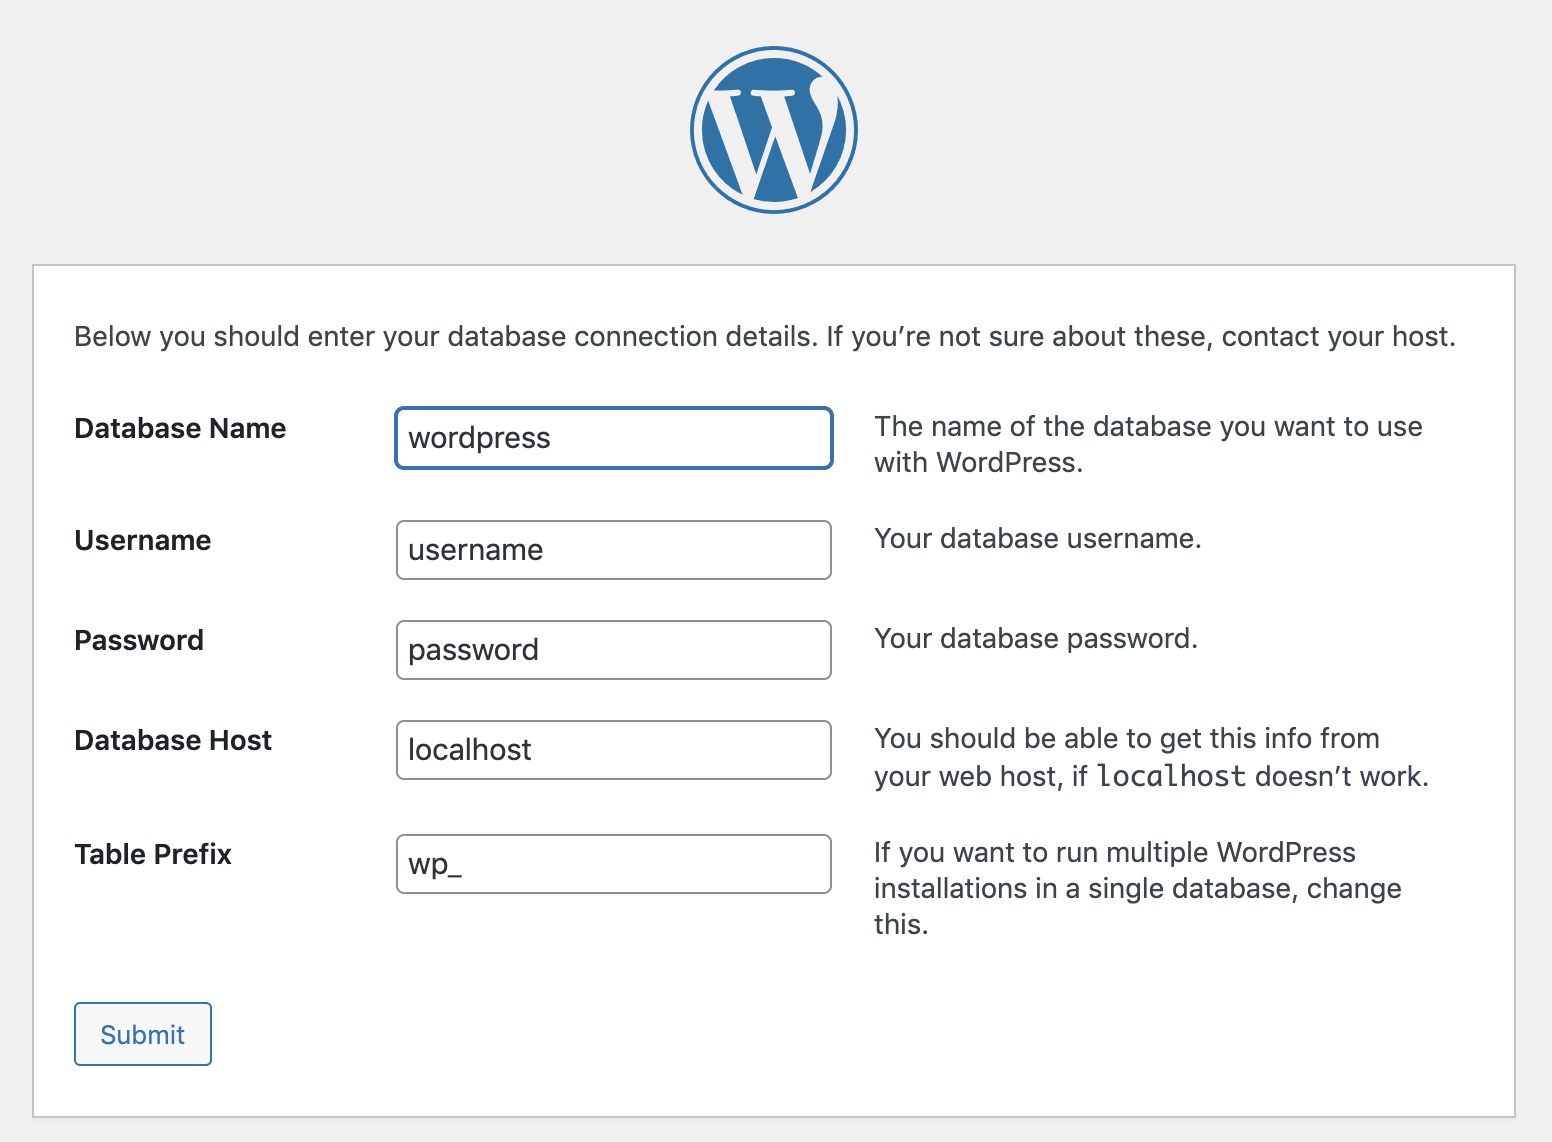 W
Below you should enter your database connection details. If you’re not sure about these, contact your host.
Database Name
wordpress
The name of the database you want to use
with WordPress.
Username
username
Your database username.
Password
password
Your database password.
Database Host
localhost
You should be able to get this info from
your web host, if localhost doesn’t work.
Table Prefix
wp_
If you want to run multiple WordPress
installations in a single database, change
this.
Submit